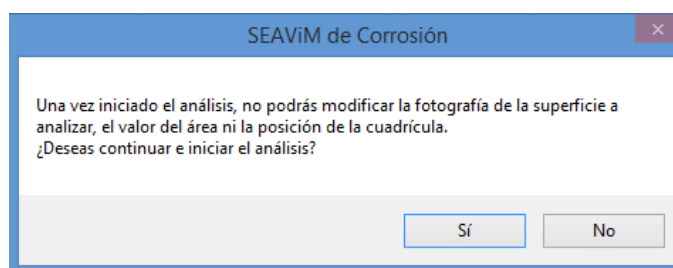 SEAViM de Corrosión
Una vez iniciado el análisis, no podrás modificar la fotografía de la superficie a
analizar, el valor del área ni la posición de la cuadrícula.
¿Deseas continuar e iniciar el análisis?
Sí
No